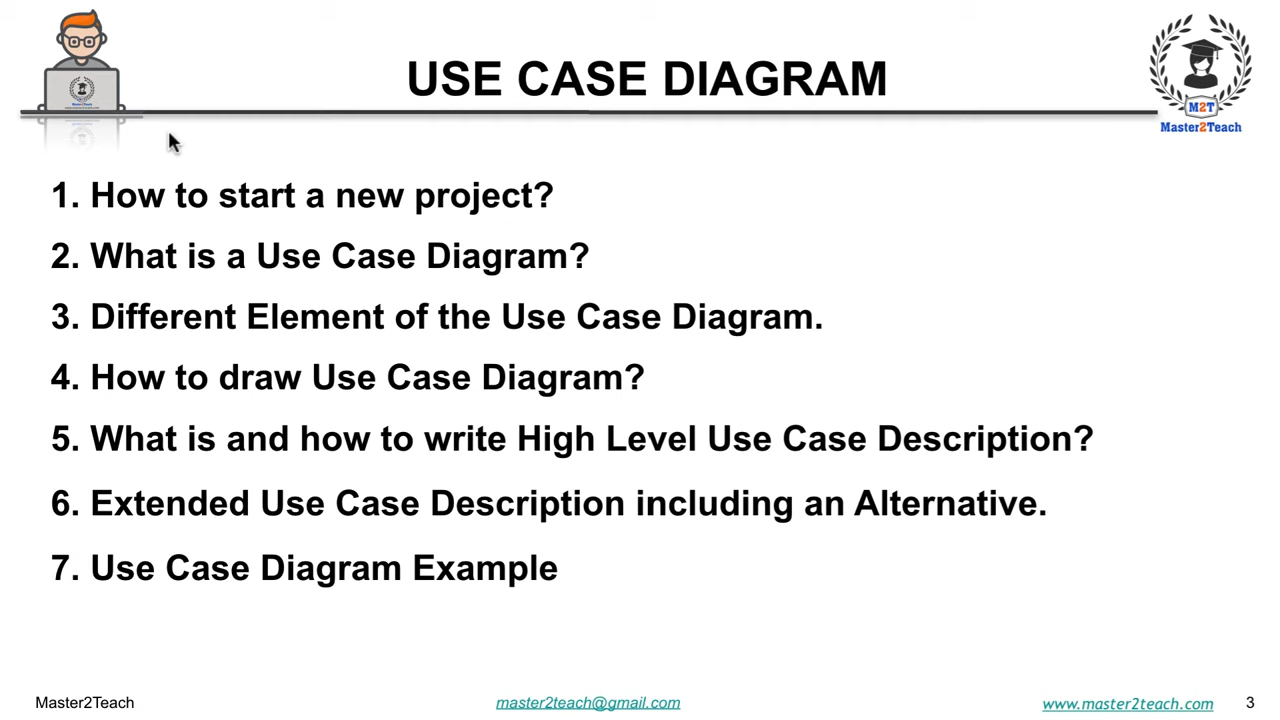 USE CASE DIAGRAM
M2T
Master2Teach
1. How to start a new project?
2. What is a Use Case Diagram?
3. Different Element of the Use Case Diagram.
4. How to draw Use Case Diagram?
5. What is and how to write High Level Use Case Description?
6. Extended Use Case Description including an Alternative.
7. Use Case Diagram Example
Master2Teach
master2teach@gmail.com
www.master2teach.com
3